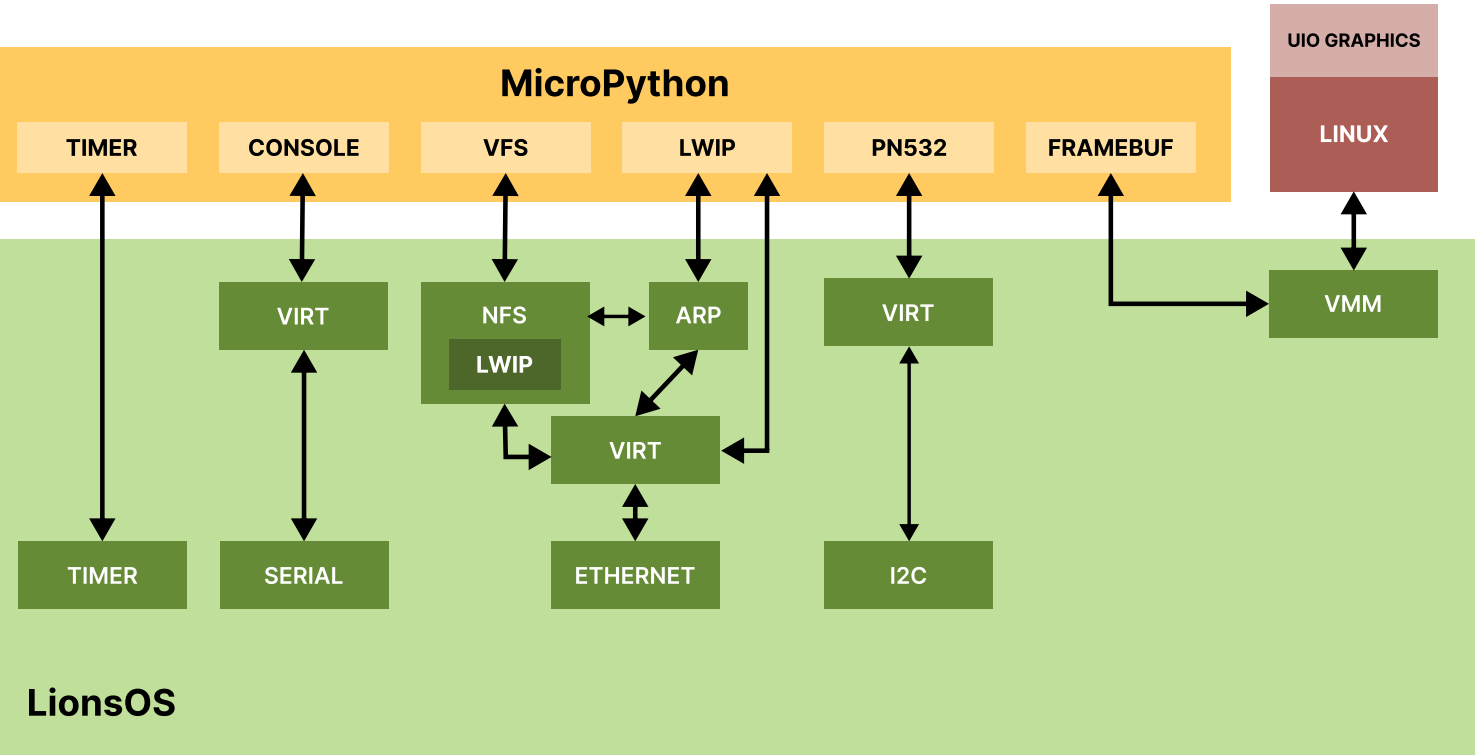 UIO GRAPHICS
MicroPython
LINUX
TIMER
CONSOLE
VFS
LWIP
PN532
FRAMEBUF
VIRT
NFS
ARP
VIRT
VMM
LWIP
VIRT
TIMER
SERIAL
ETHERNET
I2C
LionsOS